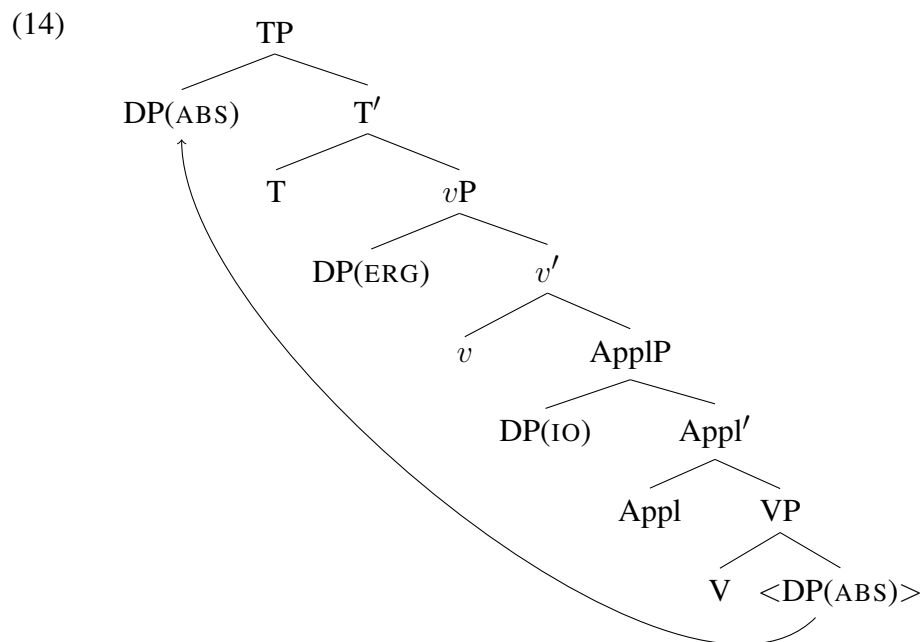 (14)
TP
DP(ABS) T′
T vP
DP(ERG) v′
v ApplP
DP(IO) Appl′
Appl VP
V <DP(ABS)>